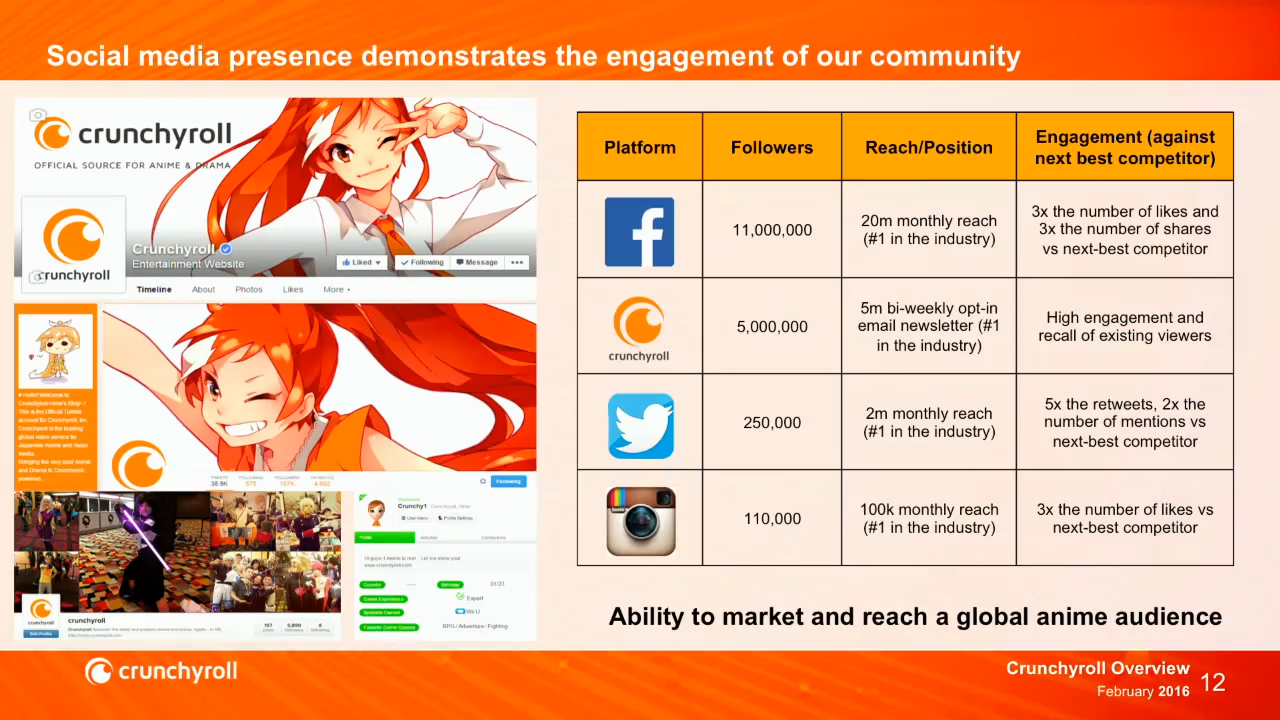 Social media presence demonstrates the engagement of our community
crunchyroll
OFFICIAL SOURCE FOR ANIME & DRAMA
crunchyroll
Crunchyroll
Entertainment Website
Liked
Following
Message
Timeline About Photos Likes More
Following
Crunchy1
Edit Profile
crunchyroll
Platform Followers Reach/Position Engagement (against
next best competitor)
11,000,000
20m monthly reach
(#1 in the industry)
3x the number of likes and
3x the number of shares
vs next-best competitor
crunchyroll
5,000,000
5m bi-weekly opt-in
email newsletter (#1
in the industry)
High engagement and
recall of existing viewers
250,000
2m monthly reach
(#1 in the industry)
5x the retweets, 2x the
number of mentions vs
next-best competitor
110,000
100k monthly reach
(#1 in the industry)
3x the number of likes vs
next-best competitor
Ability to market and reach a global anime audience
crunchyroll
Crunchyroll Overview
February 2016
12